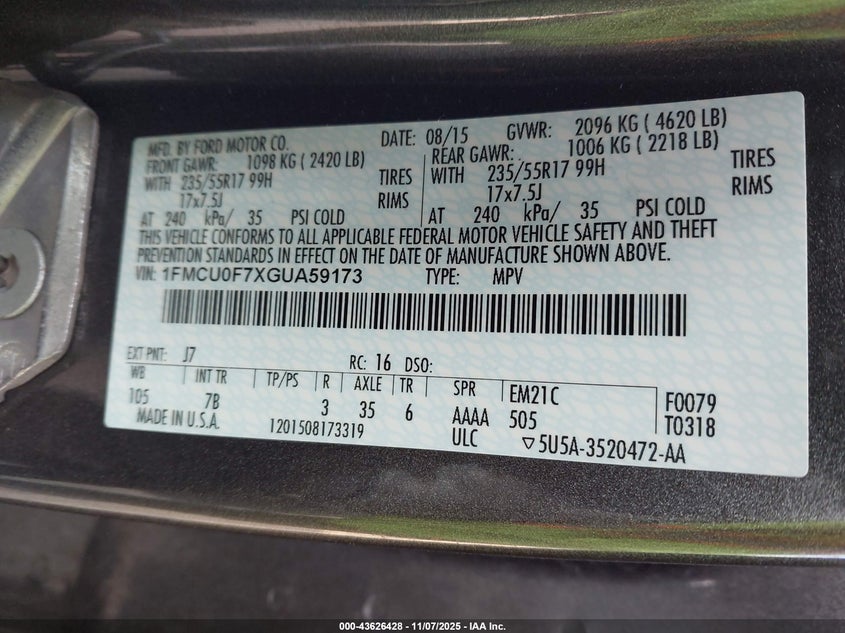 MFD. BY FORD MOTOR CO. DATE: 08/15 GVWR: 2096 KG ( 4620 LB)
FRONT GAWR: 1098 KG ( 2420 LB) REAR GAWR: 1006 KG ( 2218 LB)
WITH 235/55R17 99H TIRES WITH 235/55R17 99H TIRES
17x7.5J RIMS 17x7.5J RIMS
AT 240 kPa/ 35 PSI COLD AT 240 kPa/ 35 PSI COLD
THIS VEHICLE CONFORMS TO ALL APPLICABLE FEDERAL MOTOR VEHICLE SAFETY AND THEFT
PREVENTION STANDARDS IN EFFECT ON THE DATE OF MANUFACTURE SHOWN ABOVE.
VIN: 1FMCU0F7XGUA59173 TYPE: MPV
EXT PNT: J7 RC: 16 DSO:
WB INT TR TP/PS R AXLE TR SPR EM21C F0079
105 7B 3 35 6 AAAA 505 T0318
MADE IN U.S.A. 1201508173319 ULC ▽5U5A-3520472-AA
000-43626428 - 11/07/2025 - IAA Inc.